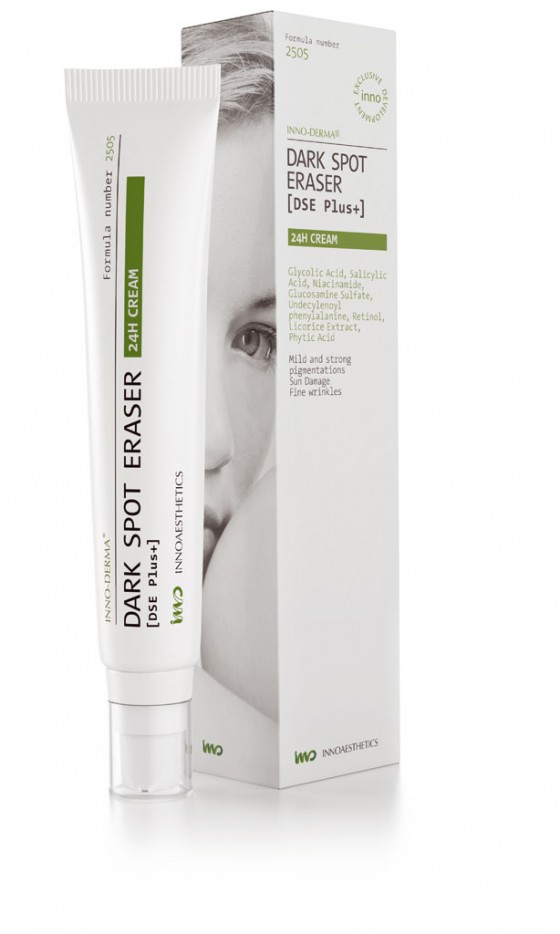 Formula number 2505
24H CREAM
INNO-DERMA®
DARK SPOT ERASER
[DSE Plus+]
inno INNOAESTHETICS
Formula number
2505
EXCLUSIVE DEVELOPMENT
inno
INNO-DERMA®
DARK SPOT
ERASER
[DSE Plus+]
24H CREAM
Glycolic Acid, Salicylic
Acid, Niacinamide,
Glucosamine Sulfate,
Undecylenoyl
phenylalanine, Retinol,
Licorice Extract,
Phytic Acid
Mild and strong
pigmentations
Sun Damage
Fine wrinkles
inno
inno INNOAESTHETICS